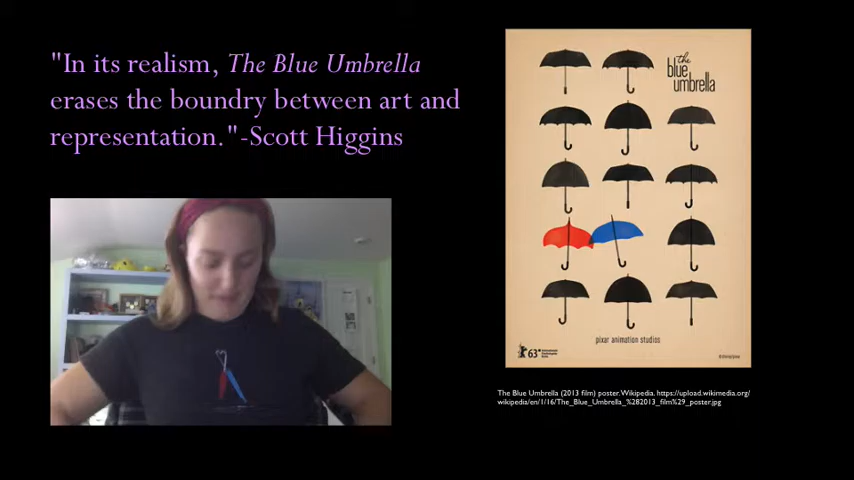 "In its realism, The Blue Umbrella
erases the boundry between art and
representation."-Scott Higgins
the
blue
umbrella
pixar animation studios
63
The Blue Umbrella (2013 film) poster. Wikipedia. https://upload.wikimedia.org/
wikipedia/en/1/16/The_Blue_Umbrella_%282013_film%29_poster.jpg